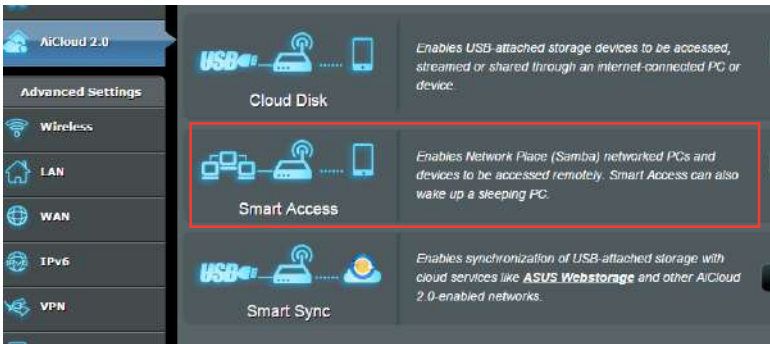 AiCloud 2.0
Advanced Settings
Wireless
LAN
WAN
IPv6
VPN
USB
Cloud Disk
Enables USB-attached storage devices to be accessed,
streamed or shared through an internet-connected PC or
device.
Smart Access
Enables Network Place (Samba) networked PCs and
devices to be accessed remotely. Smart Access can also
wake up a sleeping PC.
USB
Smart Sync
Enables synchronization of USB-attached storage with
cloud services like ASUS Webstorage and other AiCloud
2.0-enabled networks.